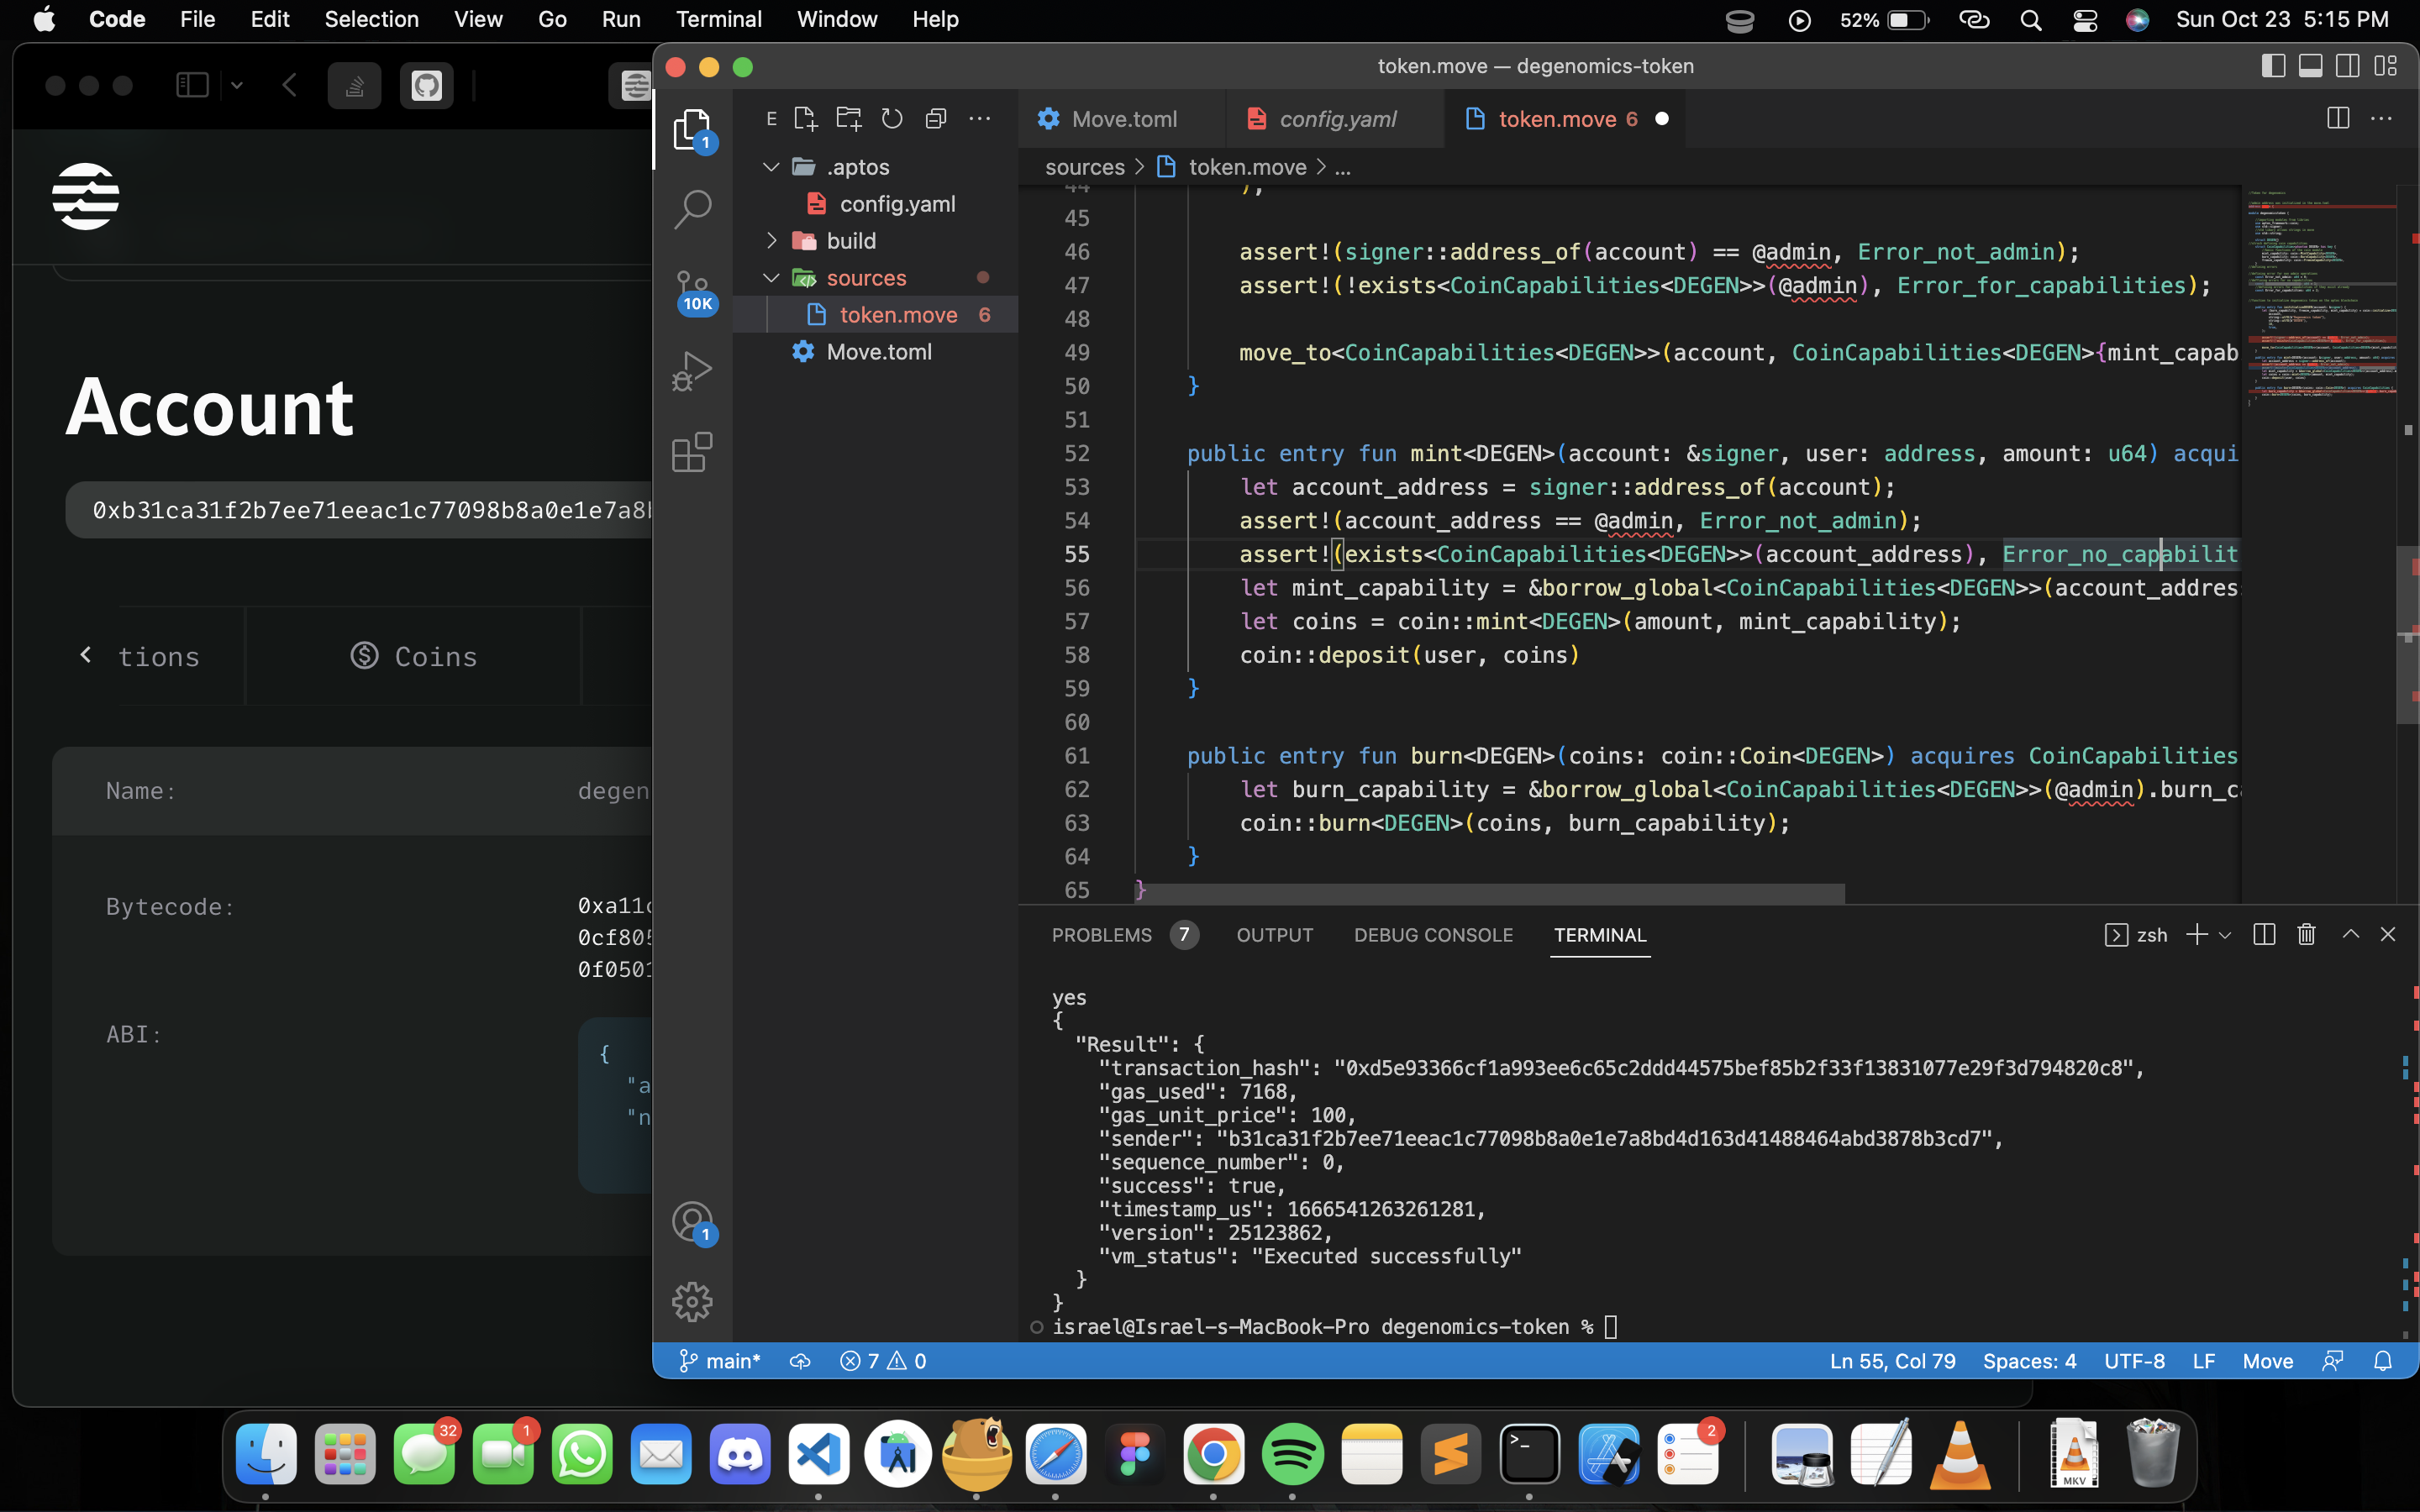 Code File Edit Selection View Go Run Terminal Window Help 52% Sun Oct 23 5:15 PM
token.move — degenomics-token
E
Move.toml config.yaml token.move 6
sources > token.move > ...
.aptos
config.yaml
build
sources
token.move 6
Move.toml
1
10K
1
Account
0xb31ca31f2b7ee71eeac1c77098b8a0e1e7a8b
tions Coins
Name: degen
Bytecode: 0xa11c
0cf805
0f0501
ABI: {
"a
"n
44 );
45
46 assert!(signer::address_of(account) == @admin, Error_not_admin);
47 assert!(!exists<CoinCapabilities<DEGEN>>(@admin), Error_for_capabilities);
48
49 move_to<CoinCapabilities<DEGEN>>(account, CoinCapabilities<DEGEN>{mint_capab
50 }
51
52 public entry fun mint<DEGEN>(account: &signer, user: address, amount: u64) acqui
53 let account_address = signer::address_of(account);
54 assert!(account_address == @admin, Error_not_admin);
55 assert!(exists<CoinCapabilities<DEGEN>>(account_address), Error_no_capabilit
56 let mint_capability = &borrow_global<CoinCapabilities<DEGEN>>(account_addres
57 let coins = coin::mint<DEGEN>(amount, mint_capability);
58 coin::deposit(user, coins)
59 }
60
61 public entry fun burn<DEGEN>(coins: coin::Coin<DEGEN>) acquires CoinCapabilities
62 let burn_capability = &borrow_global<CoinCapabilities<DEGEN>>(@admin).burn_c
63 coin::burn<DEGEN>(coins, burn_capability);
64 }
65 }
PROBLEMS 7 OUTPUT DEBUG CONSOLE TERMINAL zsh
yes
{
"Result": {
"transaction_hash": "0xd5e93366cf1a993ee6c65c2ddd44575bef85b2f33f13831077e29f3d794820c8",
"gas_used": 7168,
"gas_unit_price": 100,
"sender": "b31ca31f2b7ee71eeac1c77098b8a0e1e7a8bd4d163d41488464abd3878b3cd7",
"sequence_number": 0,
"success": true,
"timestamp_us": 1666541263261281,
"version": 25123862,
"vm_status": "Executed successfully"
}
}
israel@Israel-s-MacBook-Pro degenomics-token %
main* 7 0 Ln 55, Col 79 Spaces: 4 UTF-8 LF Move
32 1 2
MKV